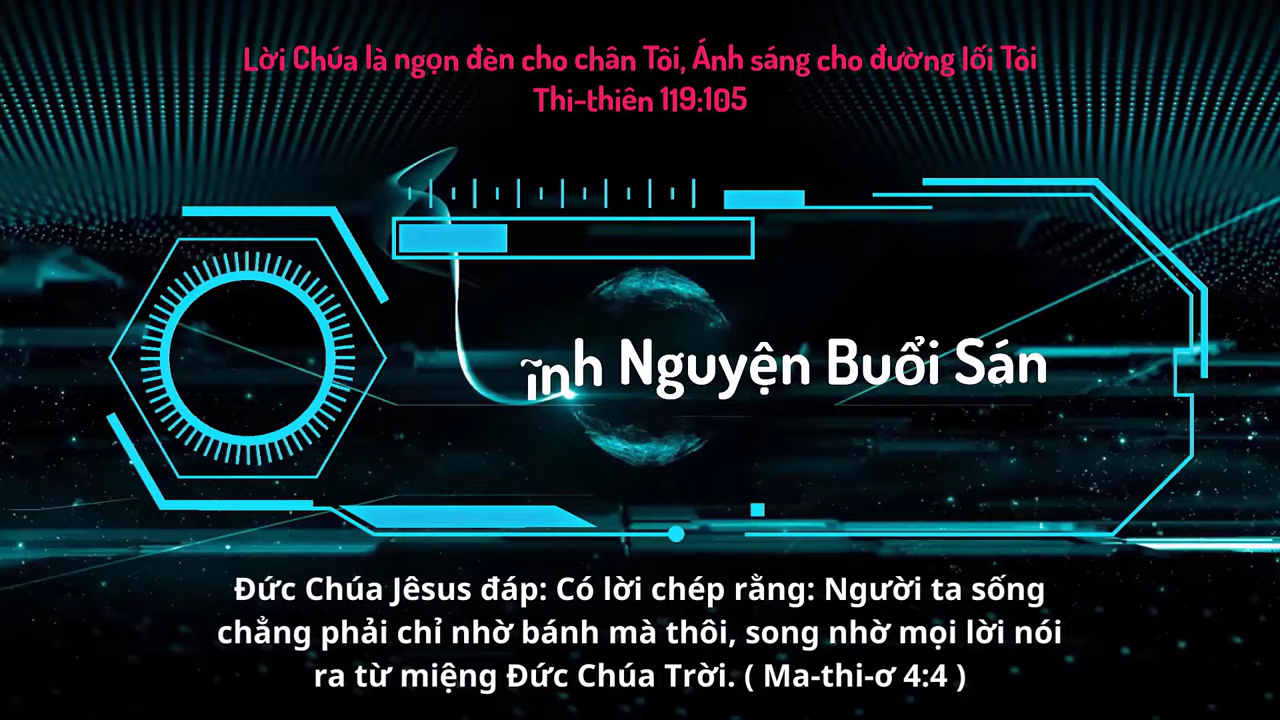 Lời Chúa là ngọn đèn cho chân Tôi, Ánh sáng cho đường lối Tôi
Thi-thiên 119:105
ĩnh Nguyện Buổi Sán
Đức Chúa Jêsus đáp: Có lời chép rằng: Người ta sống
chẳng phải chỉ nhờ bánh mà thôi, song nhờ mọi lời nói
ra từ miệng Đức Chúa Trời. ( Ma-thi-ơ 4:4 )